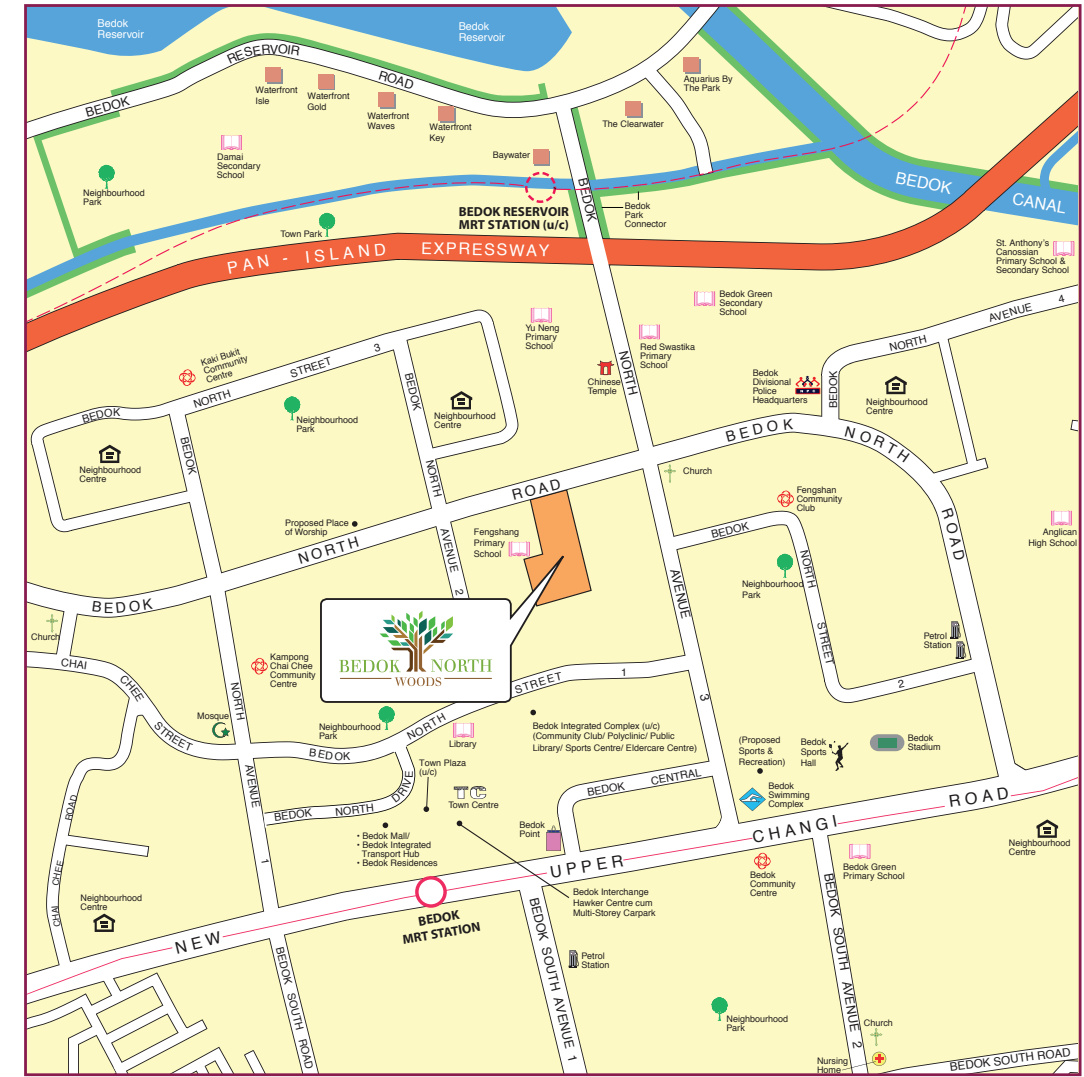 Bedok
Reservoir
Bedok
Reservoir
RESERVOIR
ROAD
BEDOK
Waterfront
Isle
Waterfront
Gold
Waterfront
Waves
Waterfront
Key
Aquarius By
The Park
The Clearwater
Damai
Secondary
School
Baywater
Neighbourhood
Park
BEDOK
BEDOK
CANAL
BEDOK RESERVOIR
MRT STATION (u/c)
Bedok
Park
Connector
Town Park
PAN - ISLAND EXPRESSWAY
St. Anthony's
Canossian
Primary School &
Secondary School
Bedok Green
Secondary
School
AVENUE 4
Yu Neng
Primary
School
Red Swastika
Primary
School
NORTH
NORTH
Kaki Bukit
Community
Centre
STREET 3
NORTH
BEDOK
Chinese
Temple
Bedok
Divisional
Police
Headquarters
BEDOK
Neighbourhood
Centre
BEDOK
Neighbourhood
Park
Neighbourhood
Centre
BEDOK
NORTH
BEDOK
Neighbourhood
Centre
NORTH
Church
ROAD
Fengshan
Community
Club
Proposed Place
of Worship
Fengshang
Primary
School
NORTH
AVENUE 2
BEDOK
ROAD
Anglican
High School
BEDOK
Neighbourhood
Park
NORTH
AVENUE
Church
BEDOK NORTH
WOODS
STREET
Petrol
Station
CHAI
CHEE
STREET
Kampong
Chai Chee
Community
Centre
NORTH
STREET 1
2
3
Mosque
Neighbourhood
Park
NORTH
BEDOK
Library
Bedok Integrated Complex (u/c)
(Community Club/ Polyclinic/ Public
Library/ Sports Centre/ Eldercare Centre)
(Proposed
Sports &
Recreation)
Bedok
Sports
Hall
Bedok
Stadium
AVENUE
Town Plaza
(u/c)
DRIVE
Town Centre
BEDOK CENTRAL
Bedok
Swimming
Complex
ROAD
ROAD
BEDOK NORTH
Bedok
Point
CHANGI
• Bedok Mall/
• Bedok Integrated
Transport Hub
• Bedok Residences
UPPER
Neighbourhood
Centre
1
CHEE
CHAI
Bedok
Community
Centre
Bedok Green
Primary School
Neighbourhood
Centre
Bedok Interchange
Hawker Centre cum
Multi-Storey Carpark
BEDOK
MRT STATION
NEW
BEDOK SOUTH ROAD
BEDOK SOUTH AVENUE 1
Petrol
Station
BEDOK SOUTH AVENUE 2
Neighbourhood
Park
Church
Nursing
Home
BEDOK SOUTH ROAD
TC